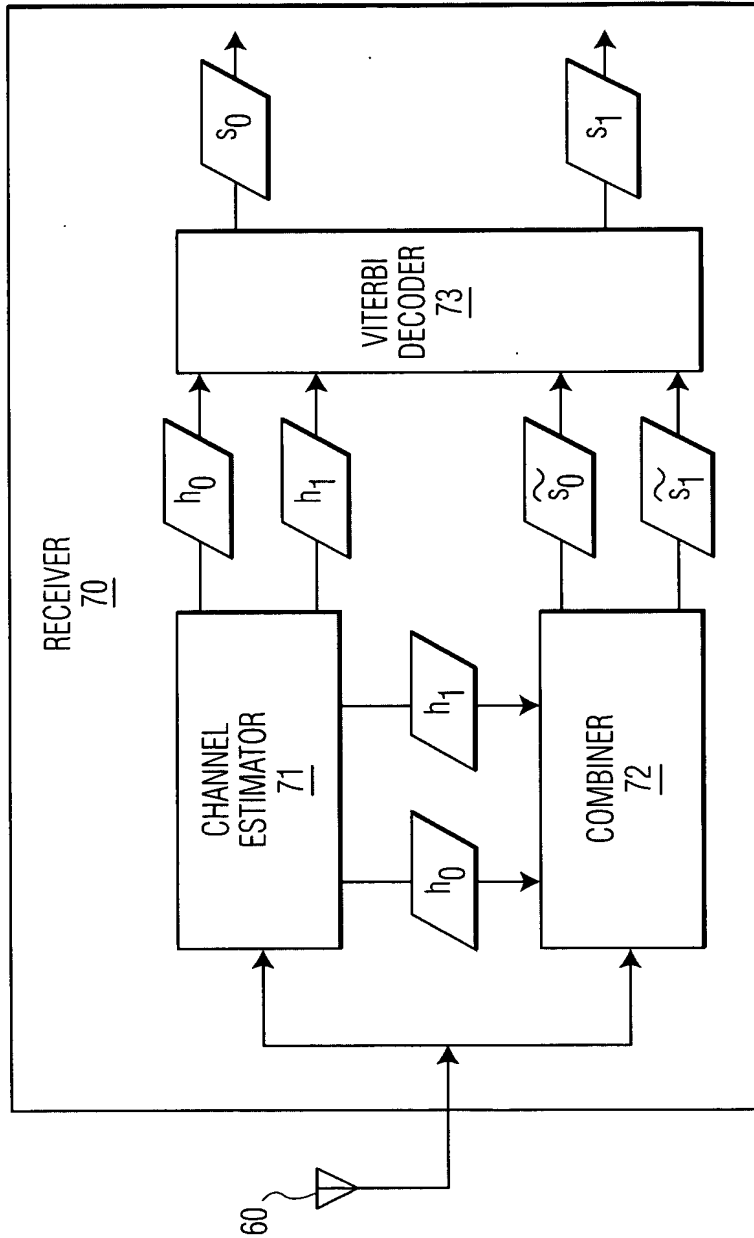 RECEIVER
70
60
CHANNEL
ESTIMATOR
71
h₀
h₁
h₀
h₁
COMBINER
72
s̃₀
s̃₁
VITERBI
DECODER
73
s₀
s₁